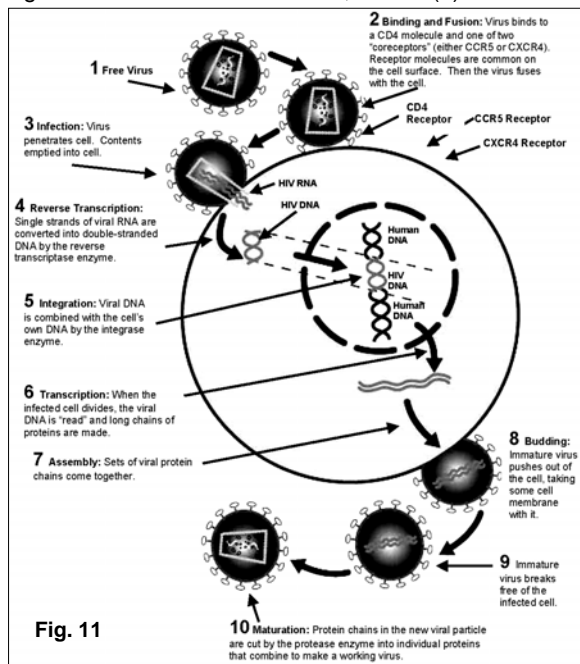 1 Free Virus
2 Binding and Fusion: Virus binds to
a CD4 molecule and one of two
"coreceptors" (either CCR5 or CXCR4).
Receptor molecules are common on
the cell surface. Then the virus fuses
with the cell.
CD4
Receptor
CCR5 Receptor
CXCR4 Receptor
3 Infection: Virus
penetrates cell. Contents
emptied into cell.
HIV RNA
HIV DNA
4 Reverse Transcription:
Single strands of viral RNA are
converted into double-stranded
DNA by the reverse
transcriptase enzyme.
Human
DNA
HIV
DNA
Human
DNA
5 Integration: Viral DNA
is combined with the cell's
own DNA by the integrase
enzyme.
6 Transcription: When the
infected cell divides, the viral
DNA is "read" and long chains of
proteins are made.
7 Assembly: Sets of viral protein
chains come together.
8 Budding:
Immature virus
pushes out of
the cell, taking
some cell
membrane
with it.
9 Immature
virus breaks
free of the
infected cell.
10 Maturation: Protein chains in the new viral particle
are cut by the protease enzyme into individual proteins
that combine to make a working virus.
Fig. 11